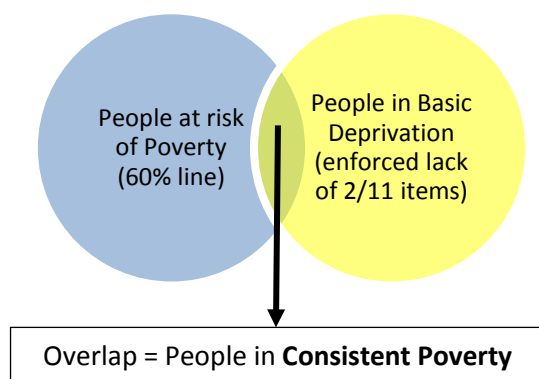 People at risk
of Poverty
(60% line)
People in Basic
Deprivation
(enforced lack
of 2/11 items)
Overlap = People in Consistent Poverty